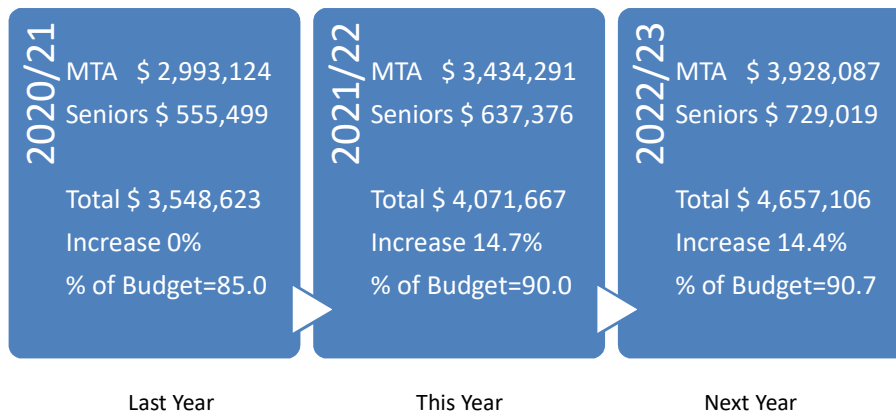 2020/21
MTA $ 2,993,124
Seniors $ 555,499
Total $ 3,548,623
Increase 0%
% of Budget=85.0
2021/22
MTA $ 3,434,291
Seniors $ 637,376
Total $ 4,071,667
Increase 14.7%
% of Budget=90.0
2022/23
MTA $ 3,928,087
Seniors $ 729,019
Total $ 4,657,106
Increase 14.4%
% of Budget=90.7
Last Year
This Year
Next Year